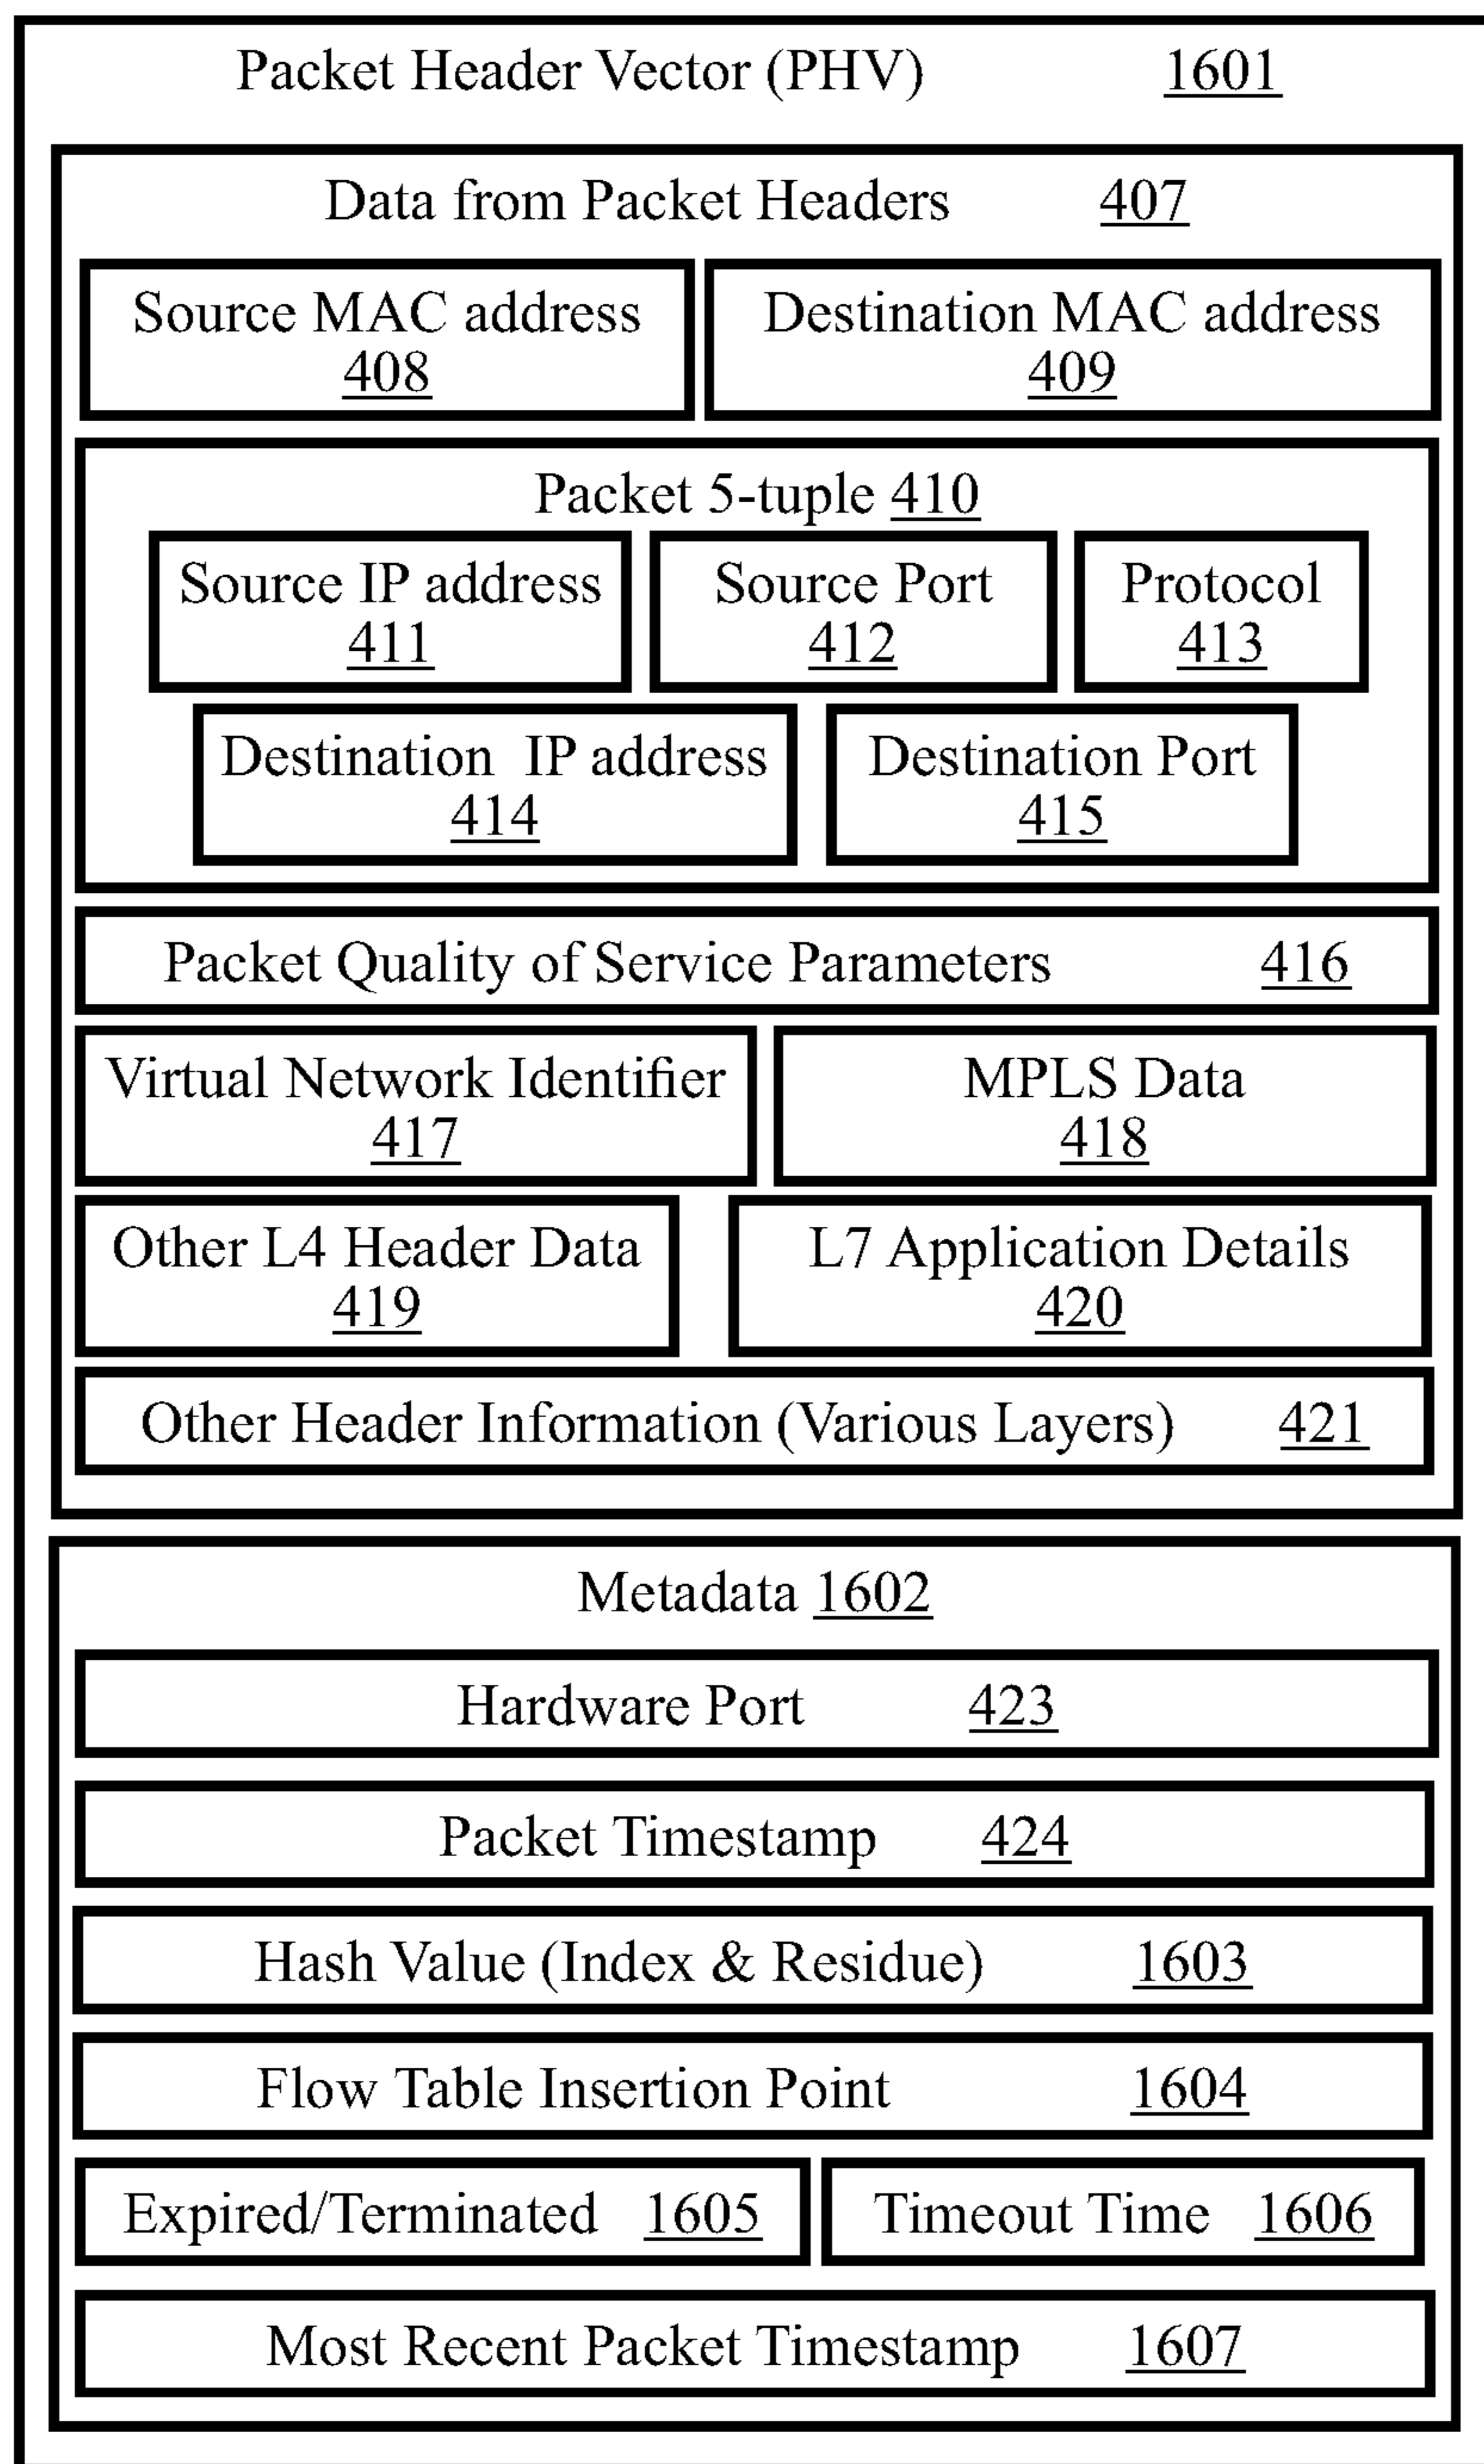 Packet Header Vector (PHV) 1601
Data from Packet Headers 407
Source MAC address
408
Destination MAC address
409
Packet 5-tuple 410
Source IP address
411
Source Port
412
Protocol
413
Destination IP address
414
Destination Port
415
Packet Quality of Service Parameters 416
Virtual Network Identifier
417
MPLS Data
418
Other L4 Header Data
419
L7 Application Details
420
Other Header Information (Various Layers) 421
Metadata 1602
Hardware Port 423
Packet Timestamp 424
Hash Value (Index & Residue) 1603
Flow Table Insertion Point 1604
Expired/Terminated 1605
Timeout Time 1606
Most Recent Packet Timestamp 1607